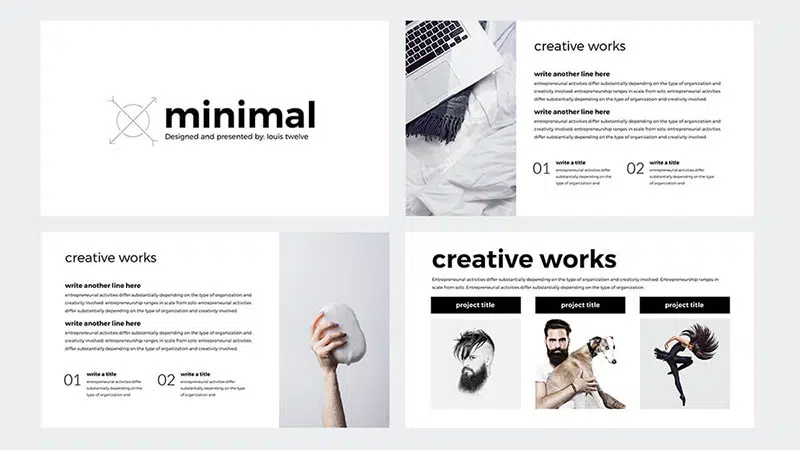 minimal
Designed and presented by: louis twelve
creative works
write another line here
entrepreneurial activities differ substantially depending on the type of organization and
creativity involved. entrepreneurship ranges in scale from solo. entrepreneurial activities
differ substantially depending on the type of organization and creativity involved.
write another line here
entrepreneurial activities differ substantially depending on the type of organization and
creativity involved. entrepreneurship ranges in scale from solo. entrepreneurial activities
differ substantially depending on the type of organization and creativity involved.
01 write a title
entrepreneurial activities differ
substantially depending on the
type of organization and
02 write a title
entrepreneurial activities differ
substantially depending on the type
of organization and
creative works
write another line here
entrepreneurial activities differ substantially depending on the type of organization and
creativity involved. entrepreneurship ranges in scale from solo. entrepreneurial activities
differ substantially depending on the type of organization and creativity involved.
write another line here
entrepreneurial activities differ substantially depending on the type of organization and
creativity involved. entrepreneurship ranges in scale from solo. entrepreneurial activities
differ substantially depending on the type of organization and creativity involved.
01 write a title
entrepreneurial activities differ
substantially depending on the
type of organization and
02 write a title
entrepreneurial activities differ
substantially depending on the type
of organization and
creative works
Entrepreneurial activities differ substantially depending on the type of organization and creativity involved. Entrepreneurship ranges in
scale from solo. Entrepreneurial activities differ substantially depending on the type of organization.
project title
project title
project title